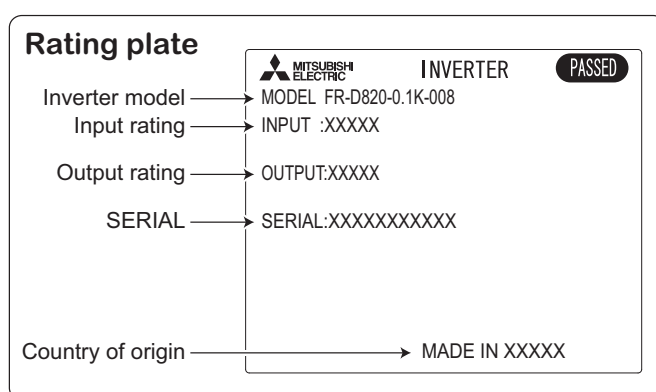 Rating plate
MITSUBISHI
ELECTRIC
INVERTER
PASSED
Inverter model
MODEL FR-D820-0.1K-008
Input rating
INPUT :XXXXX
Output rating
OUTPUT:XXXXX
SERIAL
SERIAL:XXXXXXXXXXX
Country of origin
MADE IN XXXXX